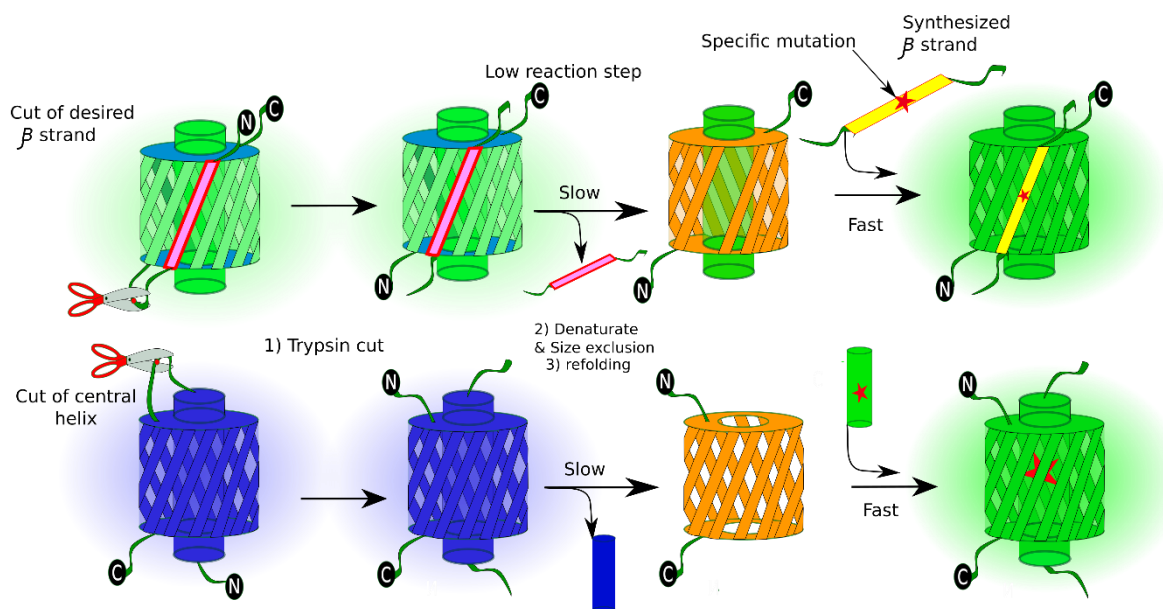 Specific mutation
Synthesized
β strand
Low reaction step
Cut of desired
β strand
N
C
C
N
Slow
C
N
Fast
C
N
1) Trypsin cut
2) Denaturate
& Size exclusion
3) refolding
Cut of central
helix
C
N
N
C
Slow
N
C
Fast
N
C